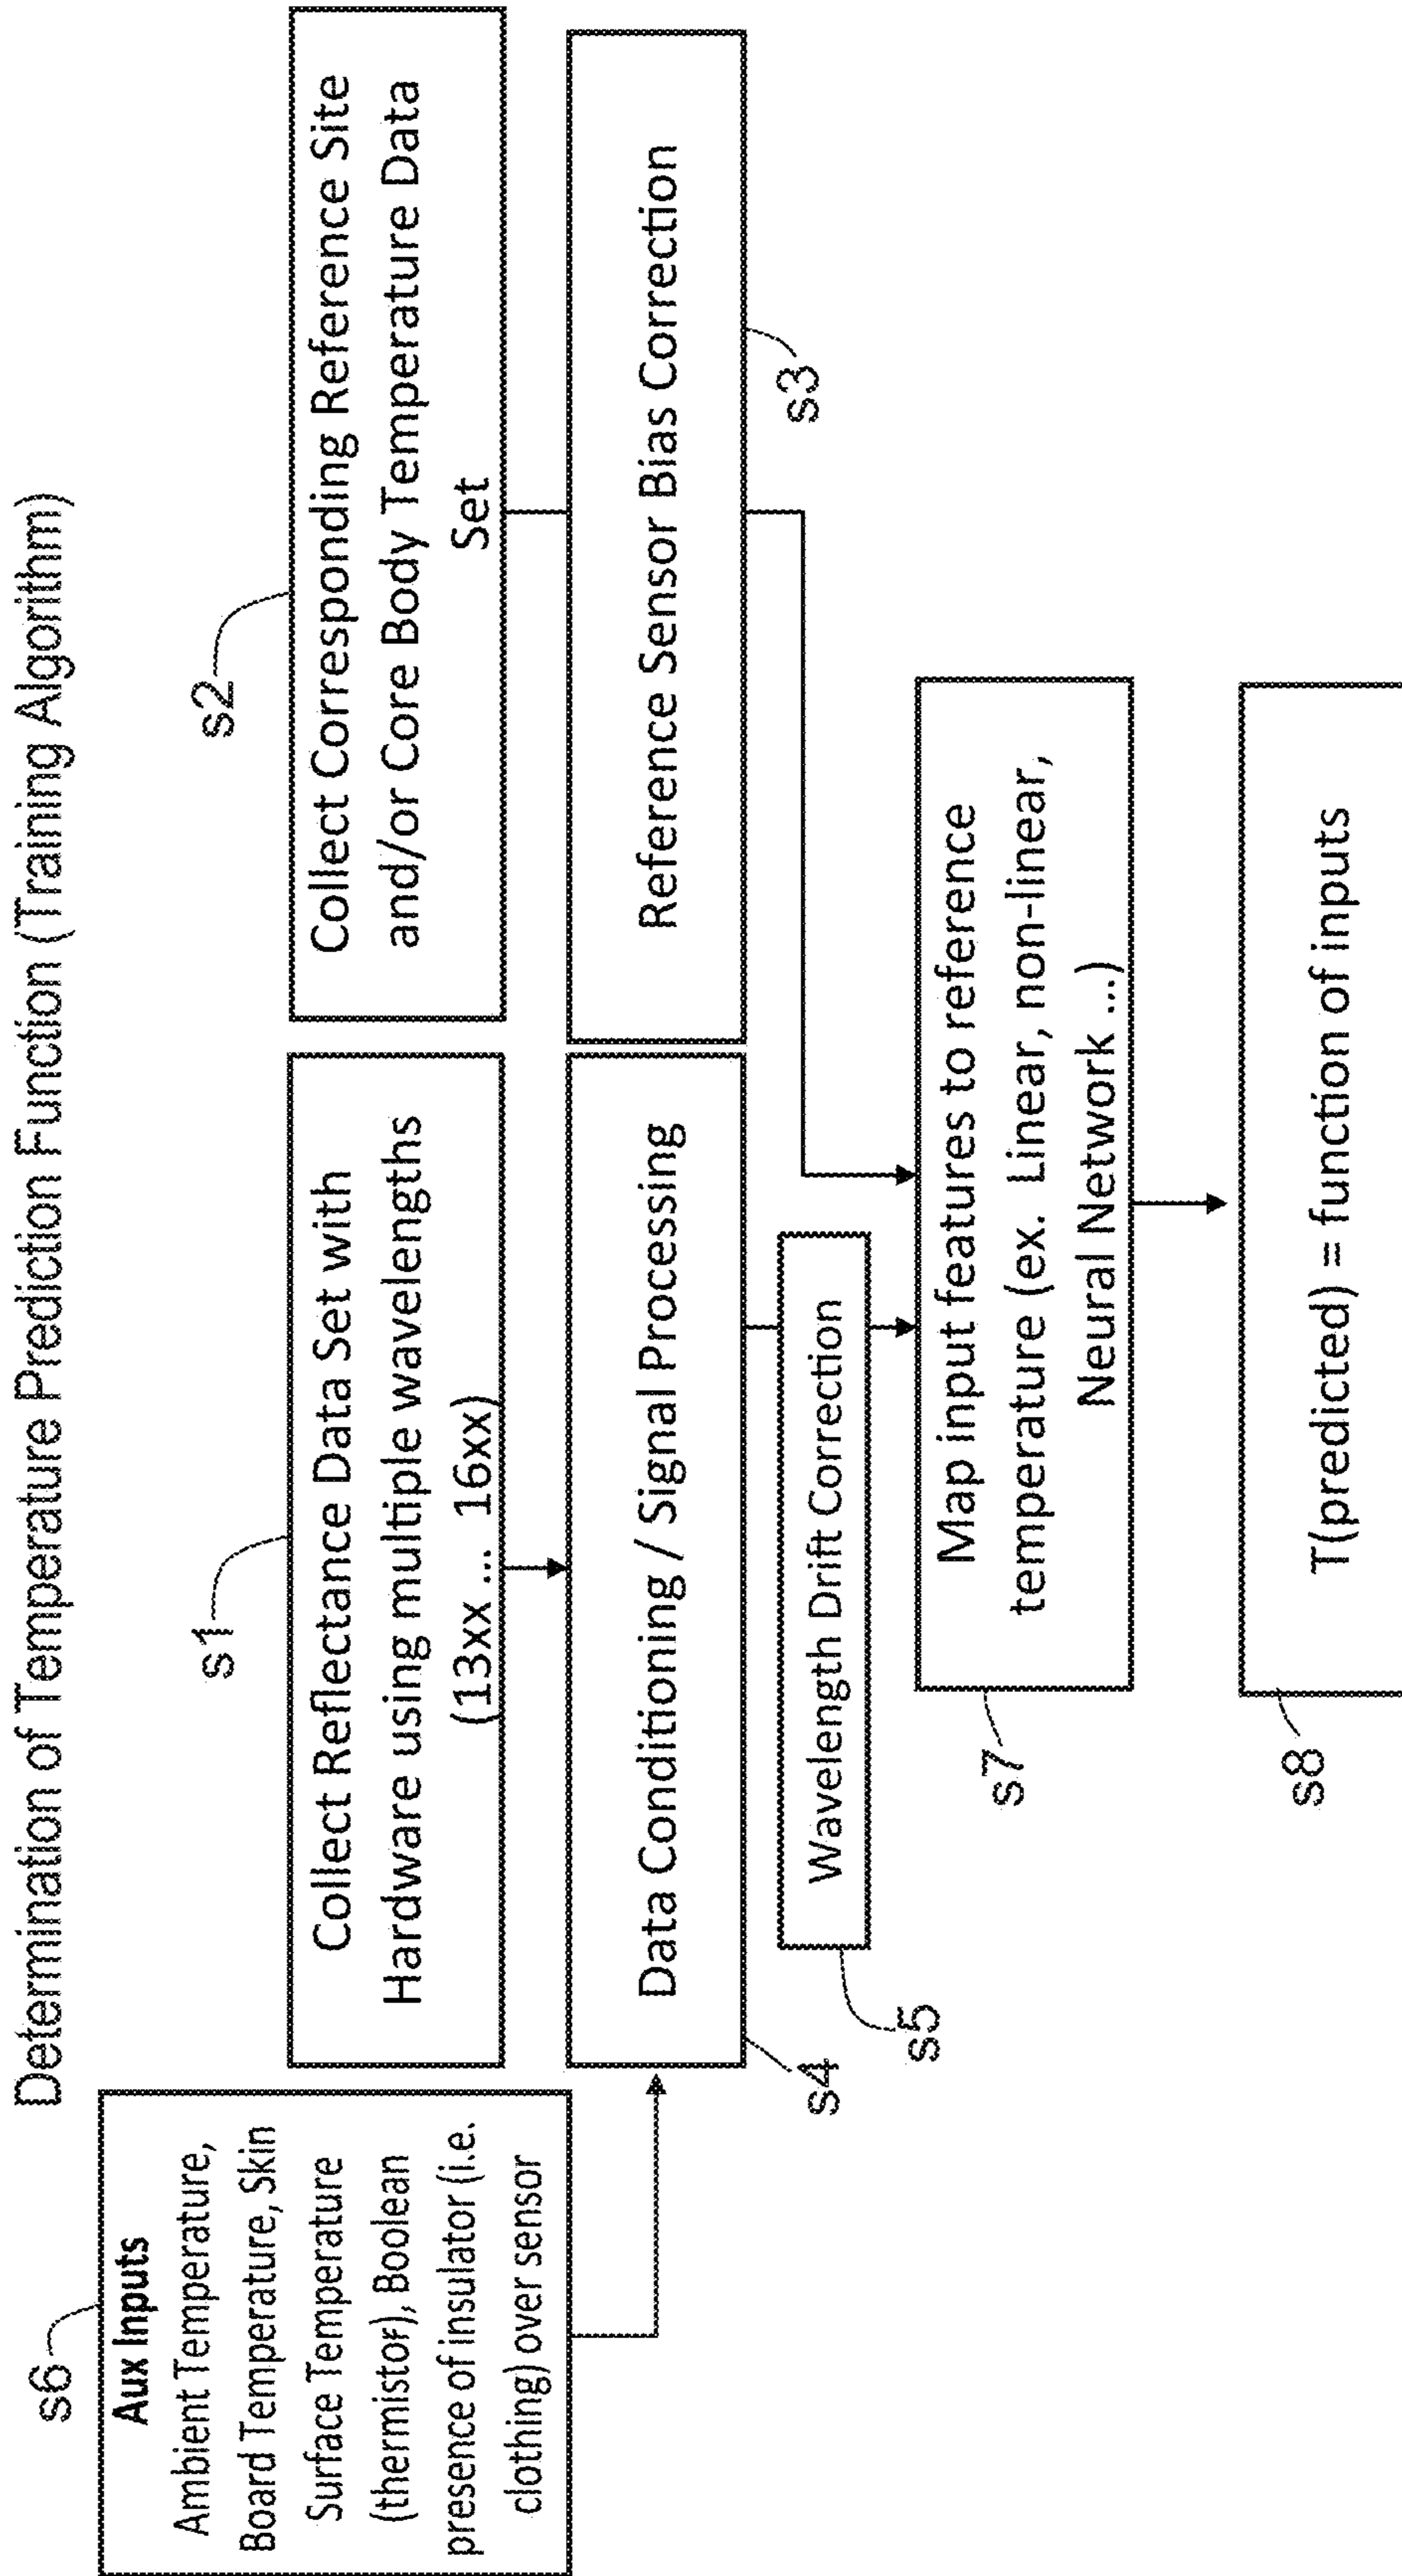 Determination of Temperature Prediction Function (Training Algorithm)
s6
Aux Inputs
Ambient Temperature,
Board Temperature, Skin
Surface Temperature
(thermistor), Boolean
presence of insulator (i.e.
clothing) over sensor
s1
Collect Reflectance Data Set with
Hardware using multiple wavelengths
(13xx ... 16xx)
s2
Collect Corresponding Reference Site
and/or Core Body Temperature Data
Set
Data Conditioning / Signal Processing
s4
Reference Sensor Bias Correction
s3
Wavelength Drift Correction
s5
Map input features to reference
temperature (ex. Linear, non-linear,
Neural Network ...)
s7
T(predicted) = function of inputs
s8